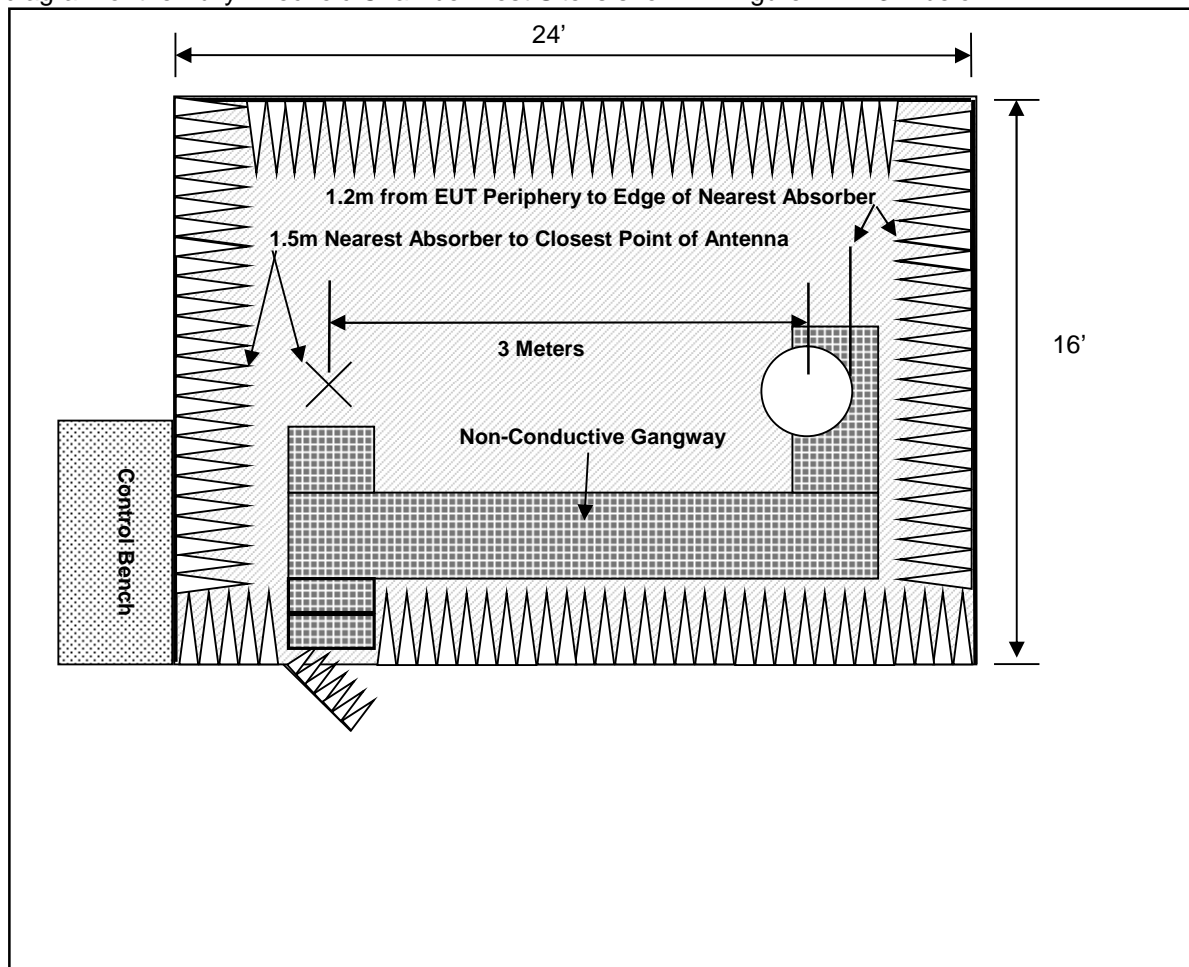 24’
1.2m from EUT Periphery to Edge of Nearest Absorber
1.5m Nearest Absorber to Closest Point of Antenna
3 Meters
16’
Non-Conductive Gangway
Control Bench